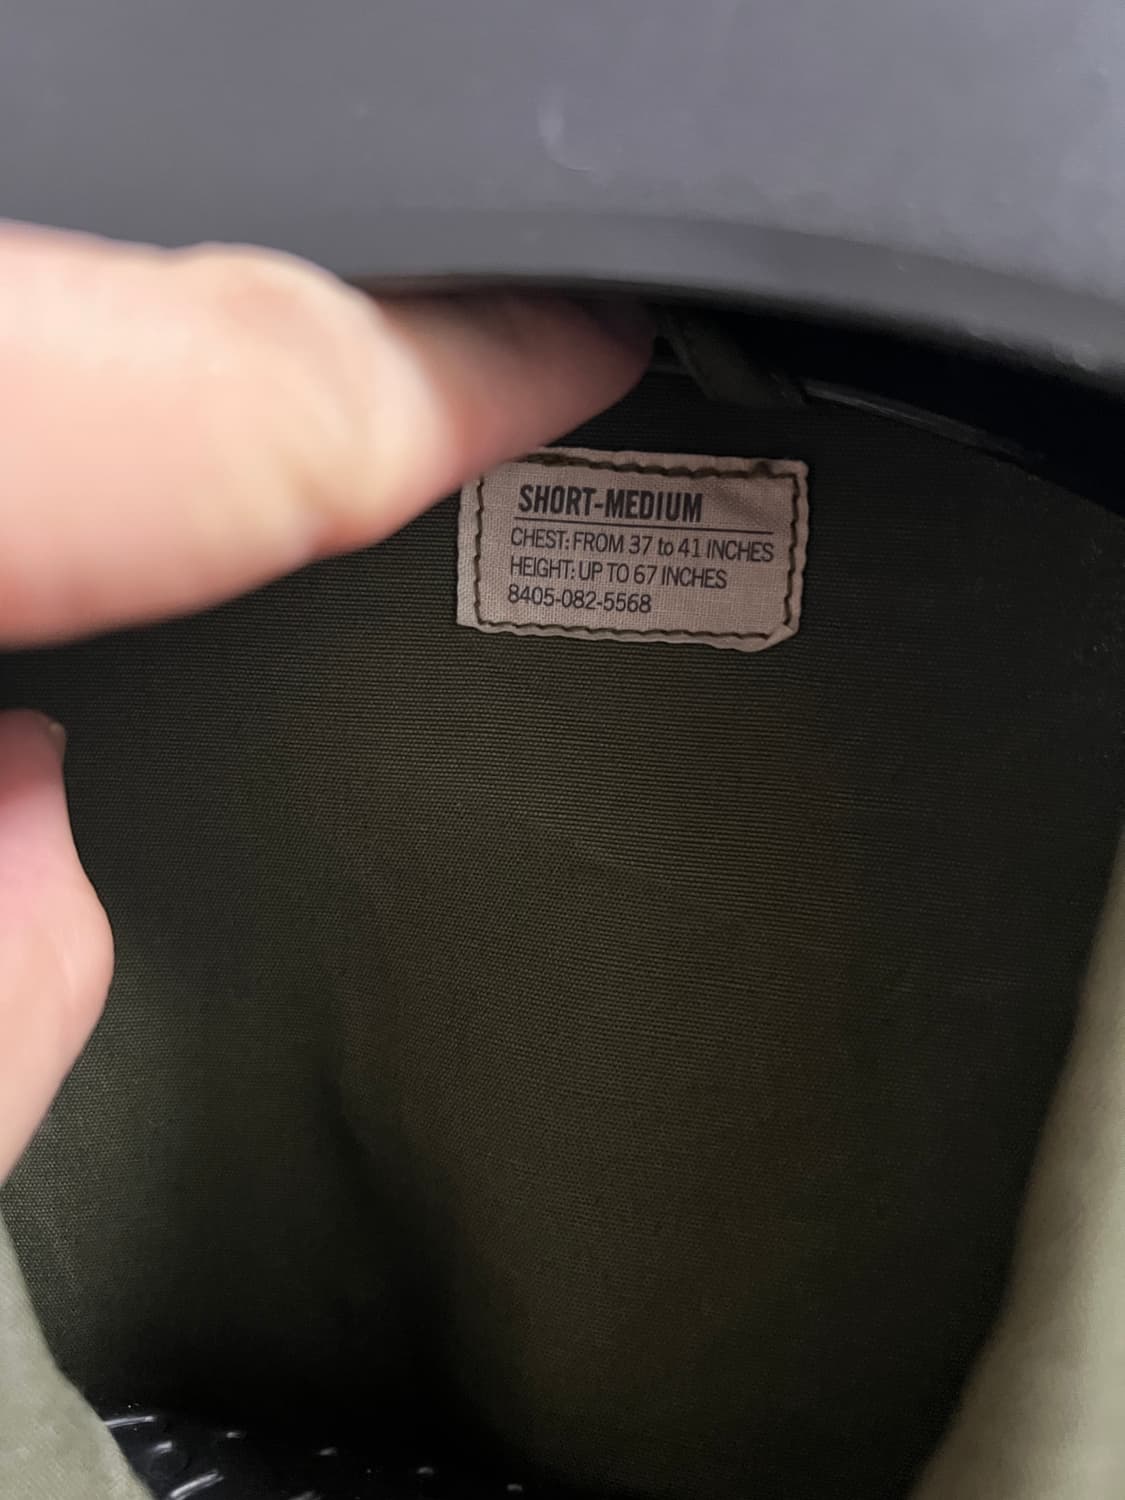 SHORT-MEDIUM
CHEST: FROM 37 to 41 INCHES
HEIGHT: UP TO 67 INCHES
8405-082-5568